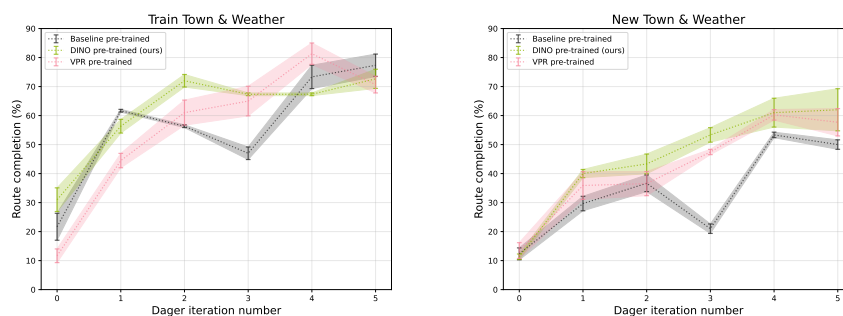 Train Town & Weather
Route completion (%)
90
80
70
60
50
40
30
20
10
0
Baseline pre-trained
DINO pre-trained (ours)
VPR pre-trained
0 1 2 3 4 5
Dager iteration number
New Town & Weather
Route completion (%)
90
80
70
60
50
40
30
20
10
0
Baseline pre-trained
DINO pre-trained (ours)
VPR pre-trained
0 1 2 3 4 5
Dager iteration number